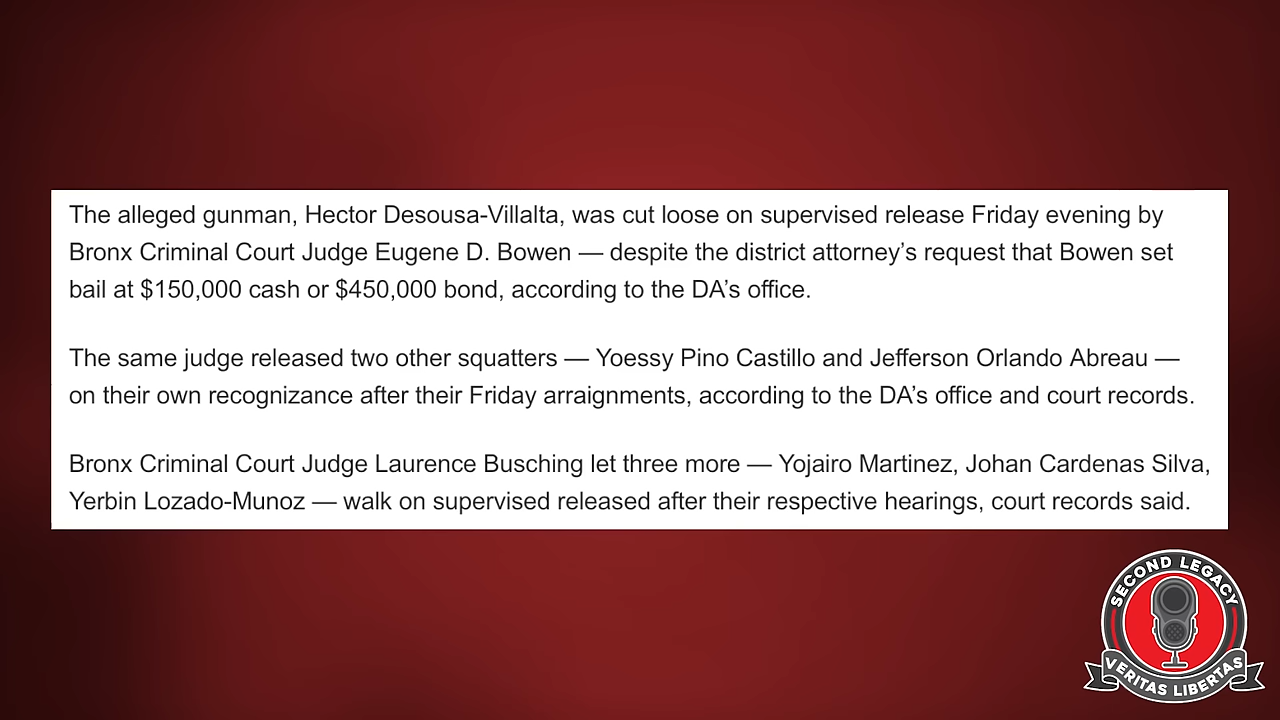 The alleged gunman, Hector Desousa-Villalta, was cut loose on supervised release Friday evening by
Bronx Criminal Court Judge Eugene D. Bowen — despite the district attorney’s request that Bowen set
bail at $150,000 cash or $450,000 bond, according to the DA’s office.
The same judge released two other squatters — Yoessy Pino Castillo and Jefferson Orlando Abreau —
on their own recognizance after their Friday arraignments, according to the DA’s office and court records.
Bronx Criminal Court Judge Laurence Busching let three more — Yojairo Martinez, Johan Cardenas Silva,
Yerbin Lozado-Munoz — walk on supervised released after their respective hearings, court records said.
SECOND LEGACY
VERITAS LIBERTAS